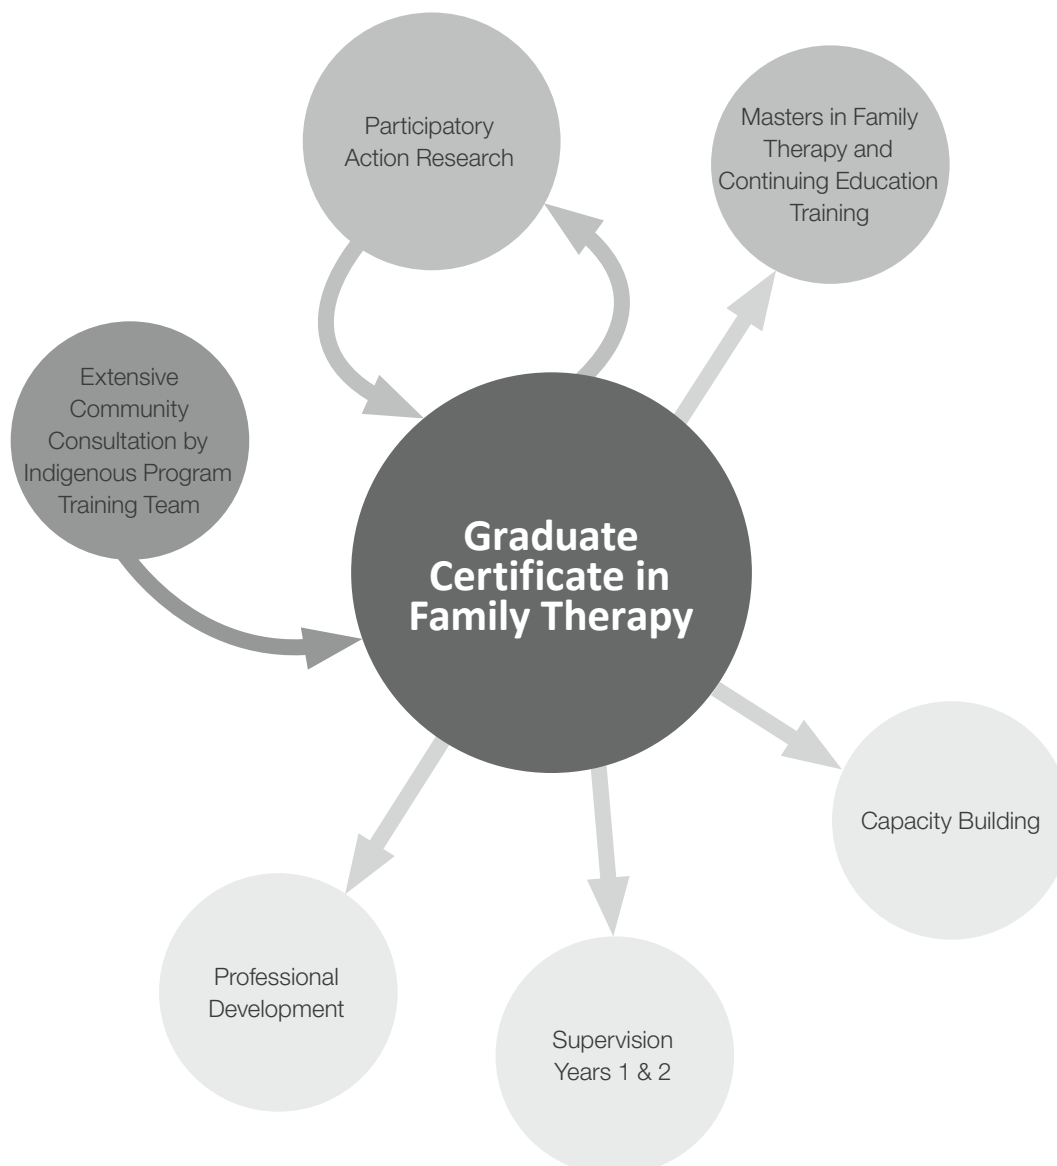 Participatory
Action Research
Masters in Family
Therapy and
Continuing Education
Training
Extensive
Community
Consultation by
Indigenous Program
Training Team
Graduate
Certificate in
Family Therapy
Capacity Building
Professional
Development
Supervision
Years 1 & 2